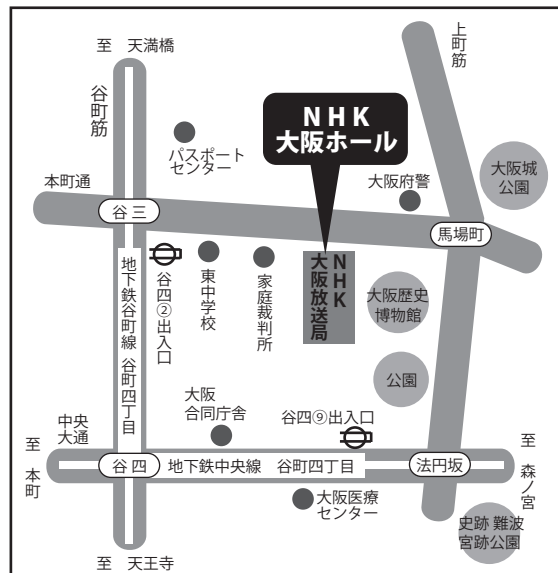 至 天満橋
谷町筋
上町筋
NHK
大阪ホール
パスポート
センター
大阪府警
大阪城
公園
本町通
谷三
馬場町
地下鉄谷町線 谷町四丁目
谷四②出入口
東中学校
家庭裁判所
NHK
大阪放送局
大阪歴史
博物館
公園
大阪
合同庁舎
谷四⑨出入口
中央
大通
至 本町
谷四
地下鉄中央線 谷町四丁目
法円坂
至 森ノ宮
大阪医療
センター
史跡 難波
宮跡公園
至 天王寺